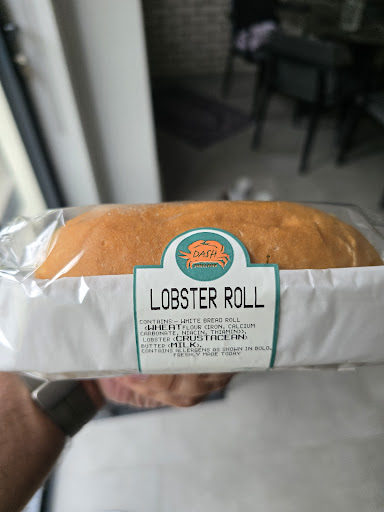 DASH
LOBSTER ROLL
CONTAINS:- WHITE BREAD ROLL
(WHEAT FLOUR (IRON, CALCIUM
CARBONATE, NIACIN, THIAMIN)),
LOBSTER (CRUSTACEAN)
BUTTER (MILK).
CONTAINS ALLERGENS AS SHOWN IN BOLD.
FRESHLY MADE TODAY